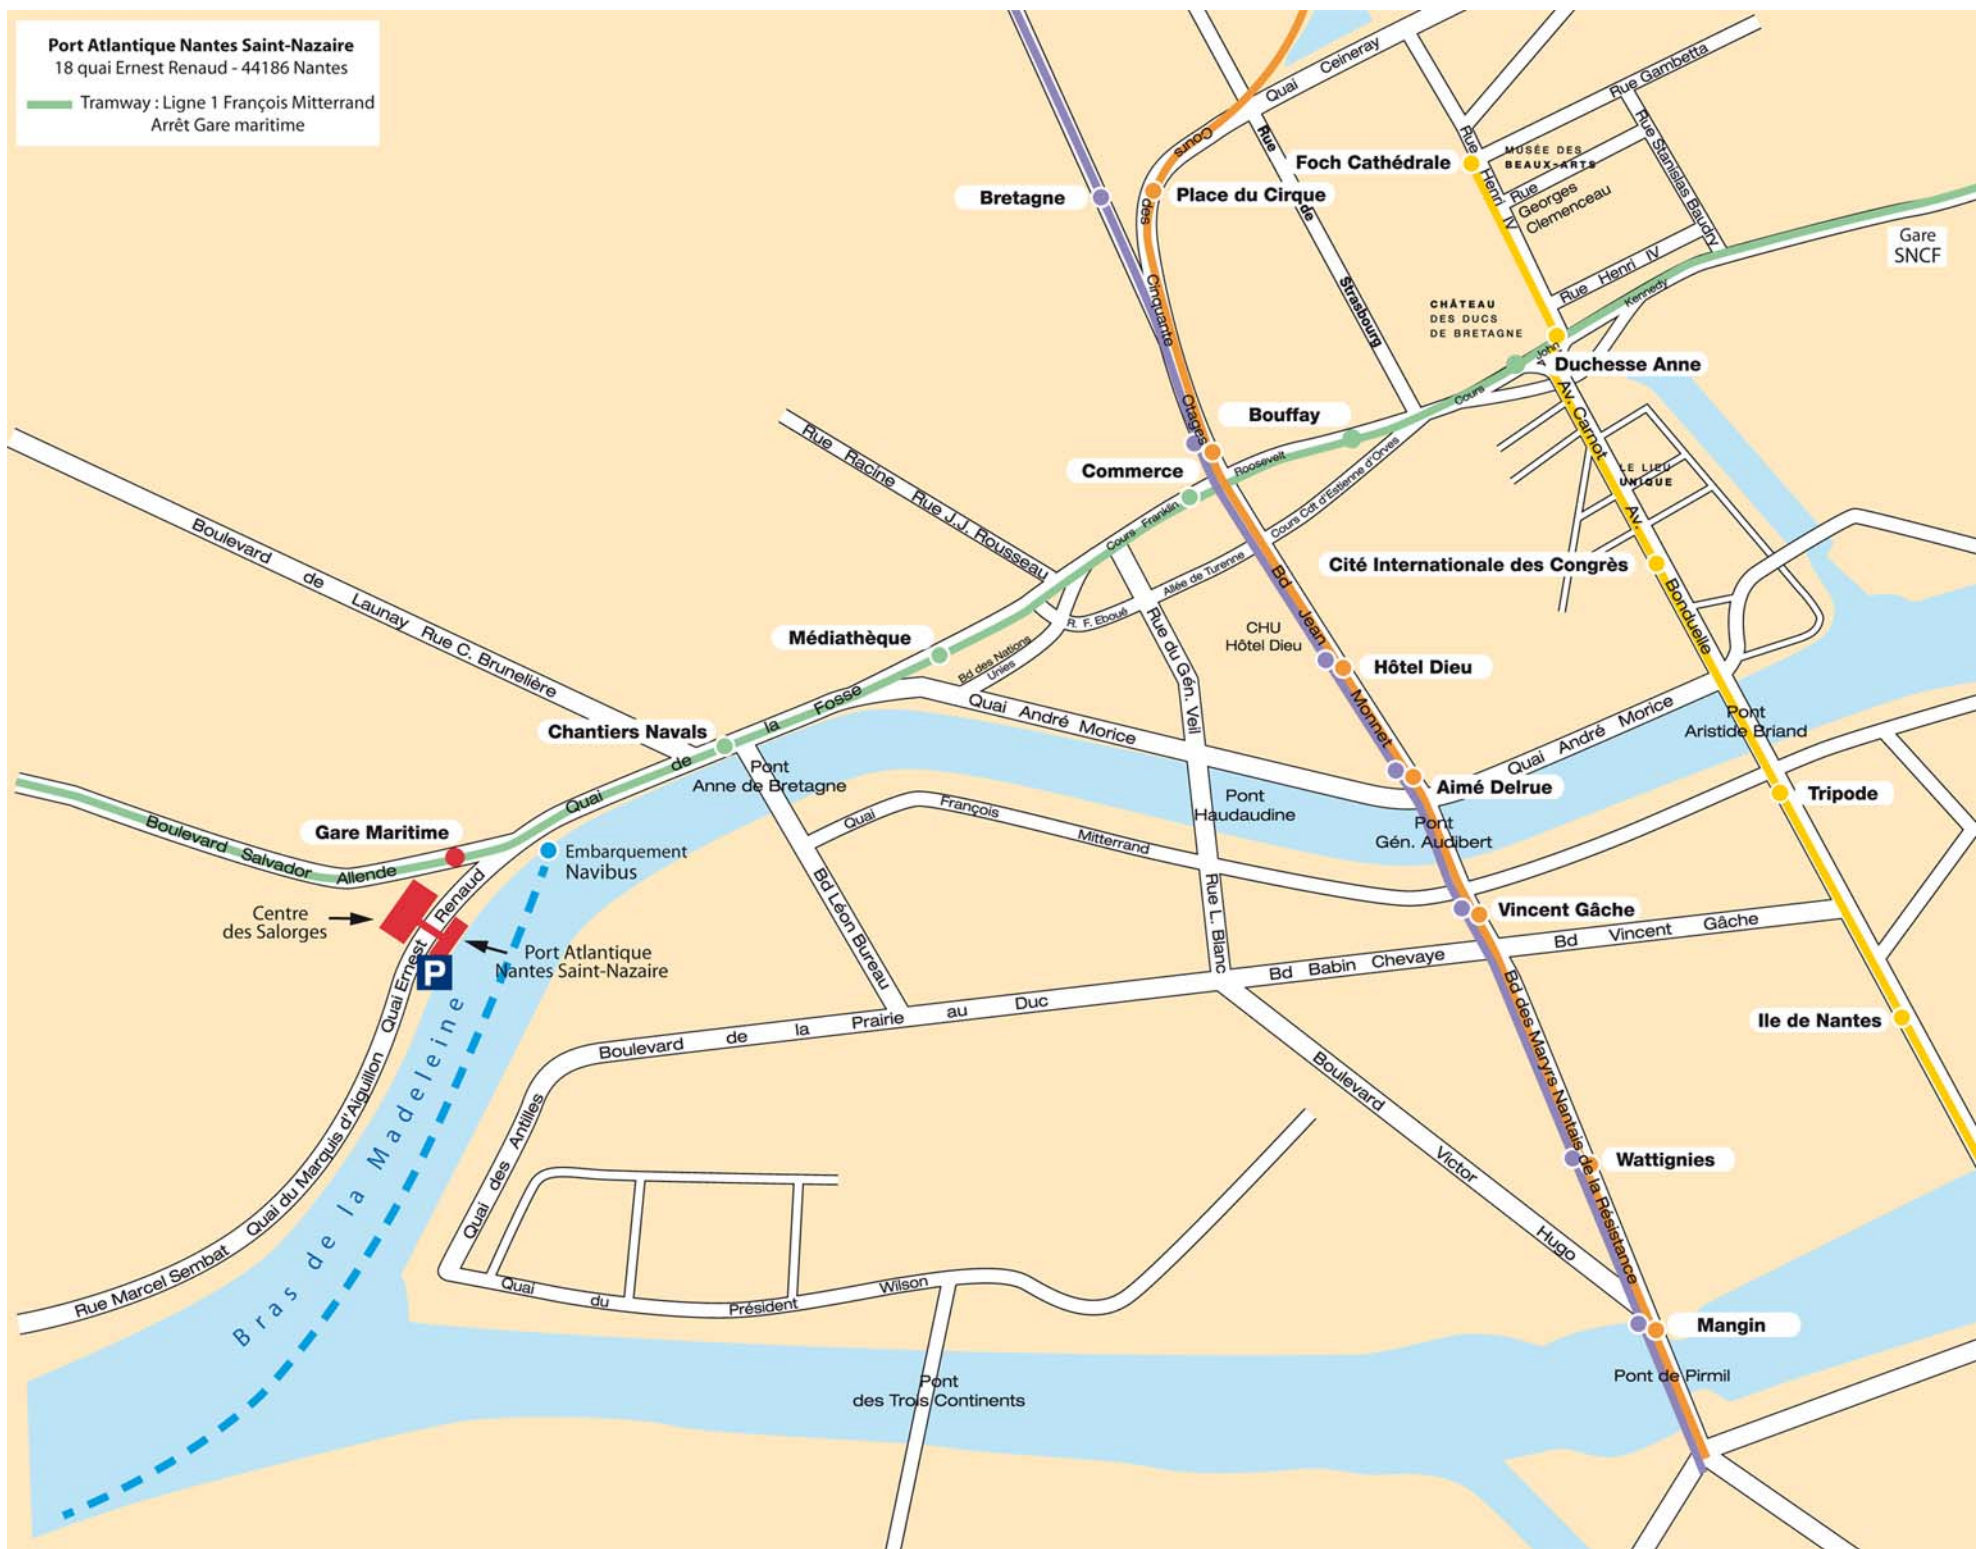 Port Atlantique Nantes Saint-Nazaire
18 quai Ernest Renaud - 44186 Nantes
Tramway : Ligne 1 François Mitterrand
Arrêt Gare maritime
Quai Ceineray
Rue Gambetta
Cours
des
Cinquante
Otages
Rue
de
Strasbourg
Rue
Henri IV
Foch Cathédrale
MUSÉE DES
BEAUX-ARTS
Rue
Georges
Clemenceau
Rue Stanislas Baudry
Bretagne
Place du Cirque
Gare
SNCF
Rue Henri IV
CHÂTEAU
DES DUCS
DE BRETAGNE
Cours
John
Kennedy
Duchesse Anne
Av. Carnot
Bouffay
Commerce
Cours Franklin
Roosevelt
Cours Cdt d'Estienne d'Orves
LE LIEU
UNIQUE
Rue Racine Rue J.J. Rousseau
Boulevard de Launay Rue C. Brunelière
Allée de Turenne
R. F. Eboué
Cité Internationale des Congrès
Av. Bonduelle
Bd Jean Monnet
CHU
Hôtel Dieu
Hôtel Dieu
Médiathèque
Bd des Nations
Unies
Rue du Gén. Veil
Quai André Morice
Quai André Morice
Pont
Aristide Briand
Chantiers Navals
Quai de la Fosse
Pont
Anne de Bretagne
Aimé Delrue
Tripode
Pont
Haudaudine
Pont
Gén. Audibert
Quai François Mitterrand
Boulevard Salvador Allende
Gare Maritime
Embarquement
Navibus
Centre
des Salorges
Quai Ernest Renaud
Port Atlantique
Nantes Saint-Nazaire
P
Bd Léon Bureau
Rue L. Blanc
Vincent Gâche
Bd Vincent Gâche
Bd Babin Chevaye
Boulevard de la Prairie au Duc
Ile de Nantes
Bd des Maryrs Nantais de la Résistance
Boulevard Victor Hugo
Wattignies
Quai des Antilles
Quai du Marquis d'Aiguillon
Rue Marcel Sembat
Bras de la Madeleine
Quai du Président Wilson
Mangin
Pont de Pirmil
Pont
des Trois Continents